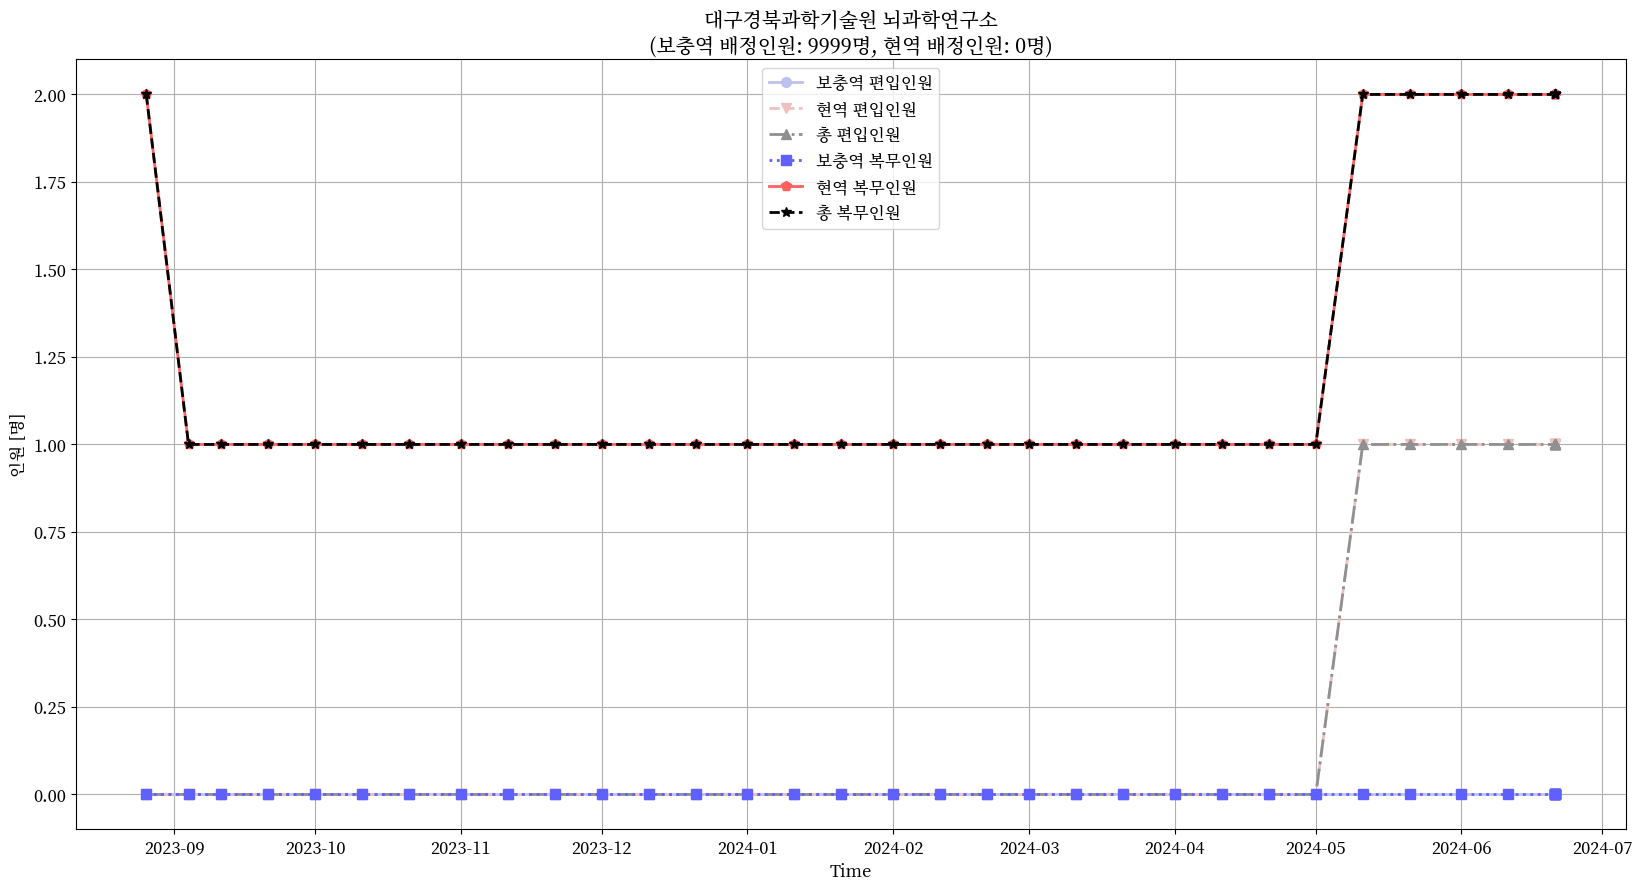 대구경북과학기술원 뇌과학연구소
(보충역 배정인원: 9999명, 현역 배정인원: 0명)
보충역 편입인원
현역 편입인원
총 편입인원
보충역 복무인원
현역 복무인원
총 복무인원
인원 [명]
2.00
1.75
1.50
1.25
1.00
0.75
0.50
0.25
0.00
2023-09 2023-10 2023-11 2023-12 2024-01 2024-02 2024-03 2024-04 2024-05 2024-06 2024-07
Time